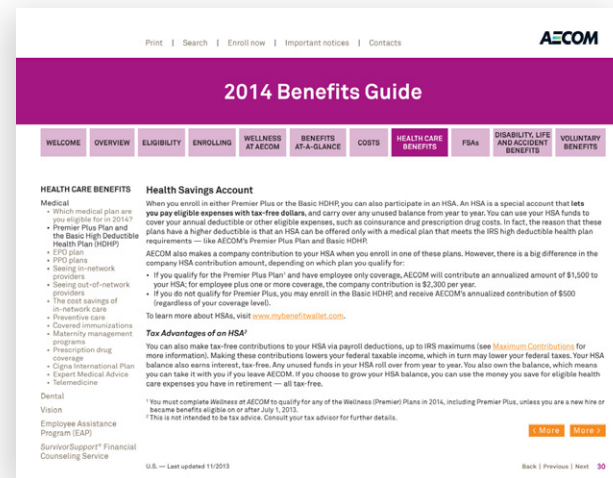 Print | Search | Enroll now | Important notices | Contacts
AECOM
2014 Benefits Guide
WELCOME
OVERVIEW
ELIGIBILITY
ENROLLING
WELLNESS
AT AECOM
BENEFITS
AT-A-GLANCE
COSTS
HEALTH CARE
BENEFITS
FSAs
DISABILITY, LIFE
AND ACCIDENT
BENEFITS
VOLUNTARY
BENEFITS
HEALTH CARE BENEFITS
Medical
• Which medical plan are
you eligible for in 2014?
• Premier Plus Plan and
the Basic High Deductible
Health Plan (HDHP)
• EPO plan
• PPO plans
• Seeing in-network
providers
• Seeing out-of-network
providers
• The cost savings of
in-network care
• Preventive care
• Covered immunizations
• Maternity management
programs
• Prescription drug
coverage
• Cigna International Plan
• Expert Medical Advice
• Telemedicine
Dental
Vision
Employee Assistance
Program (EAP)
SurvivorSupport® Financial
Counseling Service
Health Savings Account
When you enroll in either Premier Plus or the Basic HDHP, you can also participate in an HSA. An HSA is a special account that lets
you pay eligible expenses with tax-free dollars, and carry over any unused balance from year to year. You can use your HSA funds to
cover your annual deductible or other eligible expenses, such as coinsurance and prescription drug costs. In fact, the reason that these
plans have a higher deductible is that an HSA can be offered only with a medical plan that meets the IRS high deductible health plan
requirements — like AECOM's Premier Plus Plan and Basic HDHP.
AECOM also makes a company contribution to your HSA when you enroll in one of these plans. However, there is a big difference in the
company HSA contribution amount, depending on which plan you qualify for:
• If you qualify for the Premier Plus Plan¹ and have employee only coverage, AECOM will contribute an annualized amount of $1,500 to
your HSA; for employee plus one or more coverage, the company contribution is $2,300 per year.
• If you do not qualify for Premier Plus, you may enroll in the Basic HDHP, and receive AECOM's annualized contribution of $500
(regardless of your coverage level).
To learn more about HSAs, visit www.mybenefitwallet.com.
Tax Advantages of an HSA²
You can also make tax-free contributions to your HSA via payroll deductions, up to IRS maximums (see Maximum Contributions for
more information). Making these contributions lowers your federal taxable income, which in turn may lower your federal taxes. Your HSA
balance also earns interest, tax-free. Any unused funds in your HSA roll over from year to year. You also own the balance, which means
you can take it with you if you leave AECOM. If you choose to grow your HSA balance, you can use the money you save for eligible health
care expenses you have in retirement — all tax-free.
¹ You must complete Wellness at AECOM to qualify for any of the Wellness (Premier) Plans in 2014, including Premier Plus, unless you are a new hire or
became benefits eligible on or after July 1, 2013.
² This is not intended to be tax advice. Consult your tax advisor for further details.
< More
More >
U.S. — Last updated 11/2013
Back | Previous | Next 30